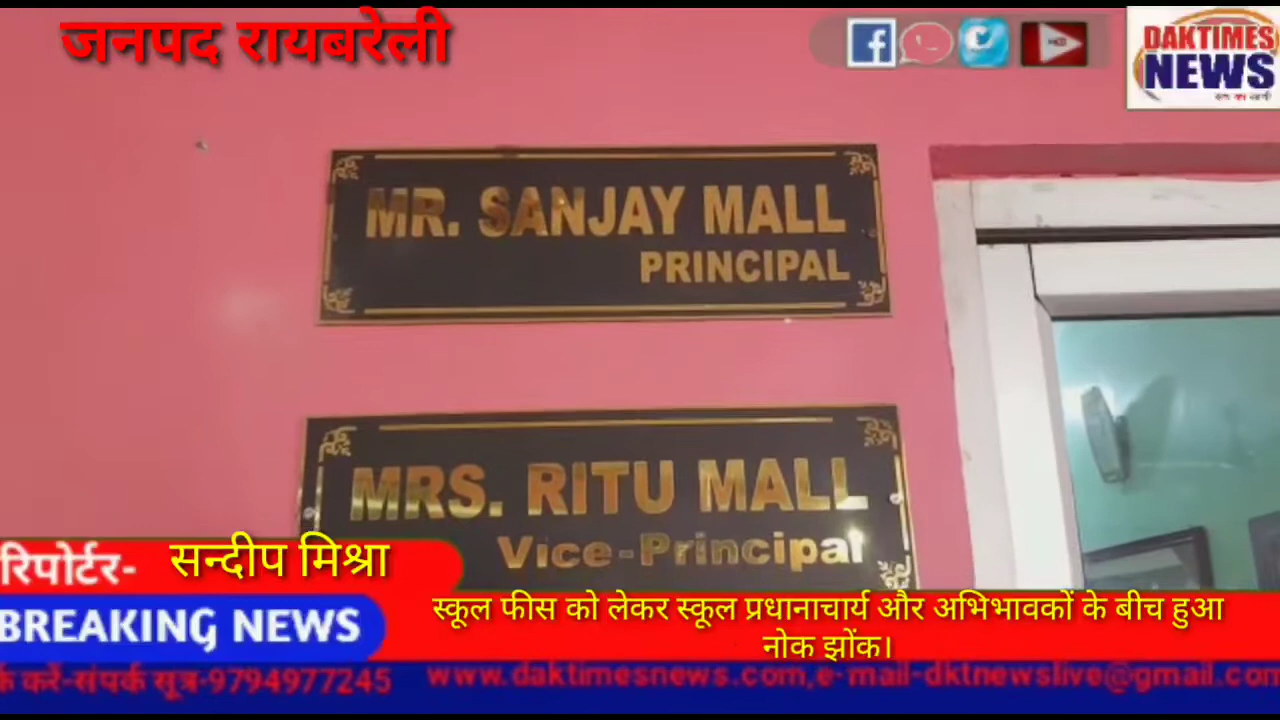 जनपद रायबरेली
DAKTIMES
NEWS
MR. SANJAY MALL
PRINCIPAL
MRS. RITU MALL
Vice-Principal
रिपोर्टर- सन्दीप मिश्रा
BREAKING NEWS
स्कूल फीस को लेकर स्कूल प्रधानाचार्य और अभिभावकों के बीच हुआ
नोक झोंक।
करें-संपर्क सूत्र-9794977245 www.daktimesnews.com,e-mail-dktnewslive@gmail.com